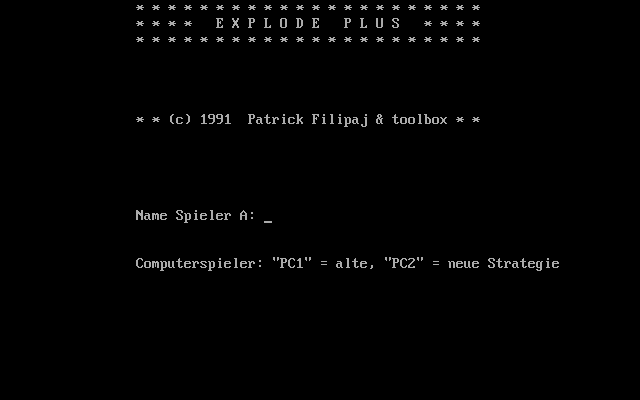 * * * * * * * * * * * * * * * * * * * * * *
* * * *   E X P L O D E   P L U S   * * * *
* * * * * * * * * * * * * * * * * * * * * *
* * (c) 1991  Patrick Filipaj & toolbox * *
Name Spieler A: _
Computerspieler: "PC1" = alte, "PC2" = neue Strategie